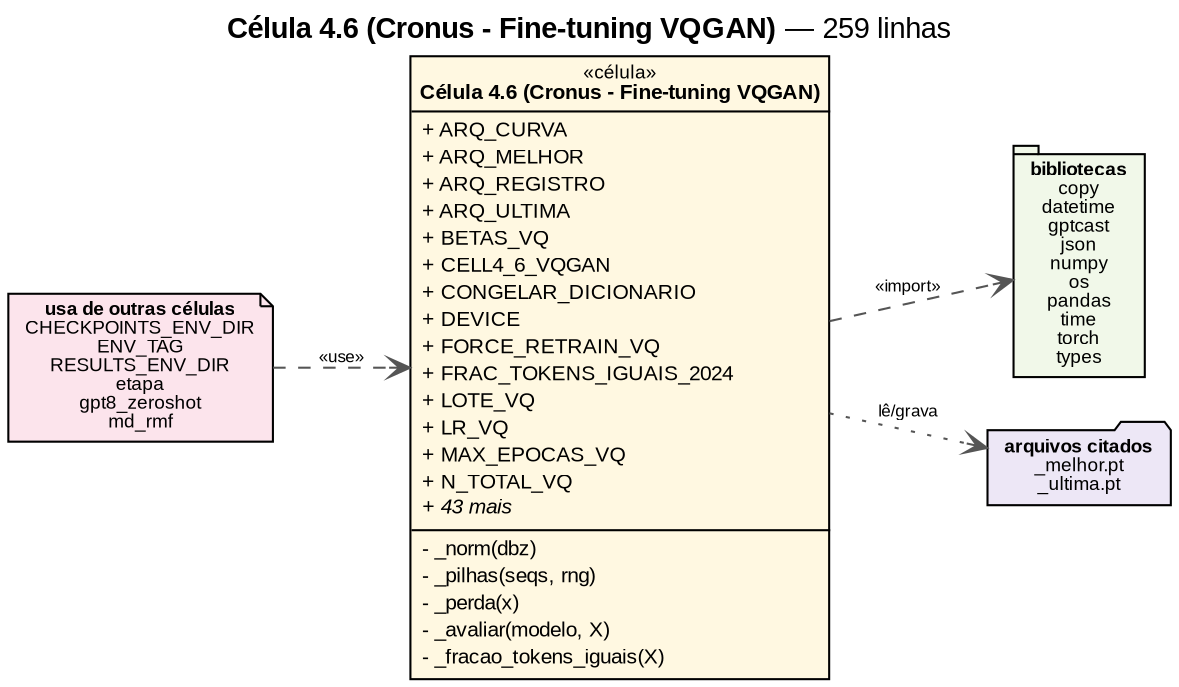 Célula 4.6 (Cronus - Fine-tuning VQGAN) — 259 linhas
usa de outras células
CHECKPOINTS_ENV_DIR
ENV_TAG
RESULTS_ENV_DIR
etapa
gpt8_zeroshot
md_rmf
«use»
«célula»
Célula 4.6 (Cronus - Fine-tuning VQGAN)
+ ARQ_CURVA
+ ARQ_MELHOR
+ ARQ_REGISTRO
+ ARQ_ULTIMA
+ BETAS_VQ
+ CELL4_6_VQGAN
+ CONGELAR_DICIONARIO
+ DEVICE
+ FORCE_RETRAIN_VQ
+ FRAC_TOKENS_IGUAIS_2024
+ LOTE_VQ
+ LR_VQ
+ MAX_EPOCAS_VQ
+ N_TOTAL_VQ
+ 43 mais
- _norm(dbz)
- _pilhas(seqs, rng)
- _perda(x)
- _avaliar(modelo, X)
- _fracao_tokens_iguais(X)
«import»
bibliotecas
copy
datetime
gptcast
json
numpy
os
pandas
time
torch
types
lê/grava
arquivos citados
_melhor.pt
_ultima.pt